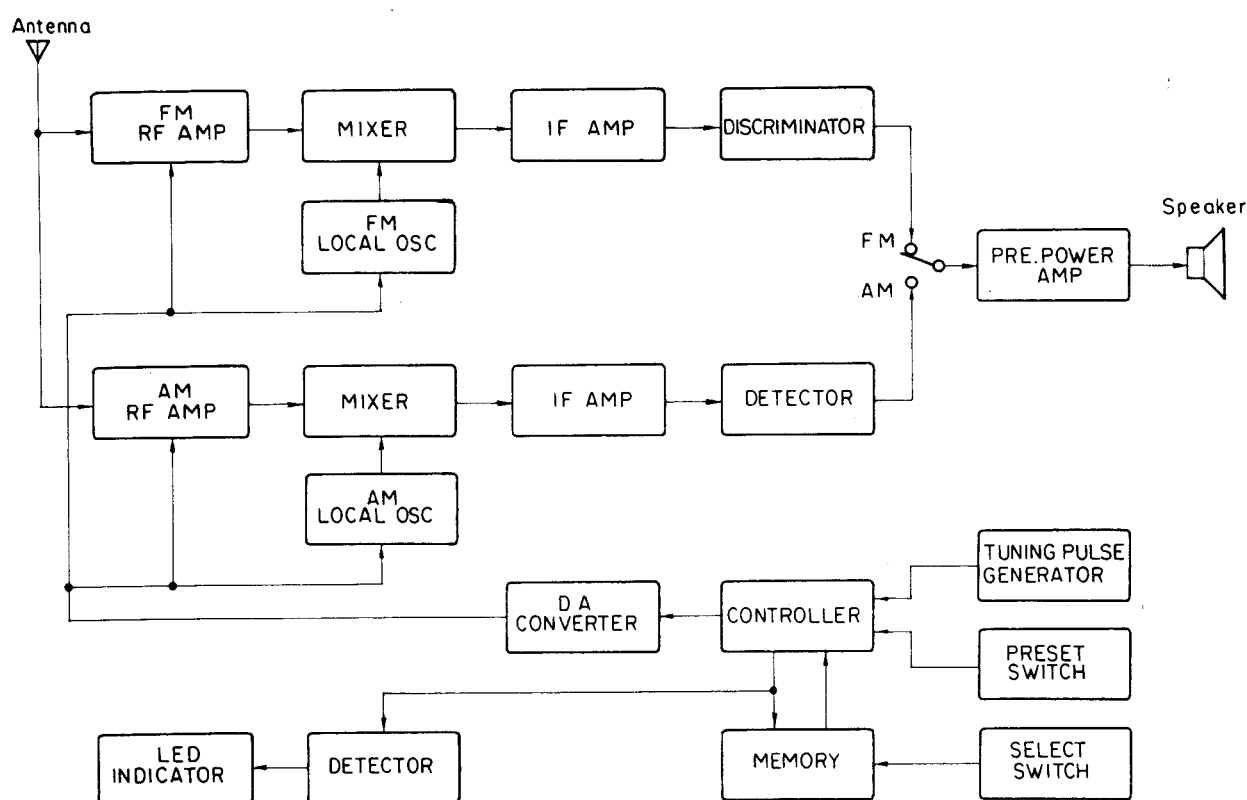 Antenna
FM
RF AMP
MIXER
IF AMP
DISCRIMINATOR
FM
LOCAL OSC
Speaker
FM
AM
PRE.POWER
AMP
AM
RF AMP
MIXER
IF AMP
DETECTOR
AM
LOCAL OSC
TUNING PULSE
GENERATOR
DA
CONVERTER
CONTROLLER
PRESET
SWITCH
LED
INDICATOR
DETECTOR
MEMORY
SELECT
SWITCH